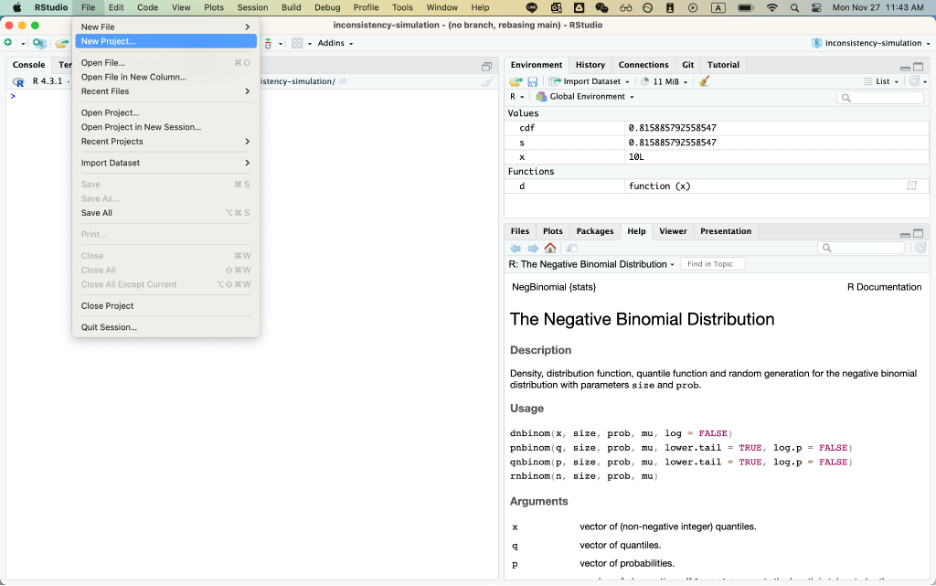 RStudio File Edit Code View Plots Session Build Debug Profile Tools Window Help A Mon Nov 27 11:43 AM
inconsistency-simulation - (no branch, rebasing main) - RStudio
Addins
inconsistency-simulation
New File
New Project...
Open File... ⌘ O
Open File in New Column...
Recent Files
Open Project...
Open Project in New Session...
Recent Projects
Import Dataset
Save ⌘ S
Save As...
Save All ⌥ ⌘ S
Print...
Close ⌘ W
Close All ⇧ ⌘ W
Close All Except Current ⌥ ⇧ ⌘ W
Close Project
Quit Session...
Console Ter
R 4.3.1 · istency-simulation/
>
Environment History Connections Git Tutorial
Import Dataset 11 MiB List
R Global Environment
Values
cdf 0.815885792558547
s 0.815885792558547
x 10L
Functions
d function (x)
Files Plots Packages Help Viewer Presentation
R: The Negative Binomial Distribution Find in Topic
NegBinomial {stats} R Documentation
The Negative Binomial Distribution
Description
Density, distribution function, quantile function and random generation for the negative binomial
distribution with parameters size and prob.
Usage
dnbinom(x, size, prob, mu, log = FALSE)
pnbinom(q, size, prob, mu, lower.tail = TRUE, log.p = FALSE)
qnbinom(p, size, prob, mu, lower.tail = TRUE, log.p = FALSE)
rnbinom(n, size, prob, mu)
Arguments
x vector of (non-negative integer) quantiles.
q vector of quantiles.
p vector of probabilities.